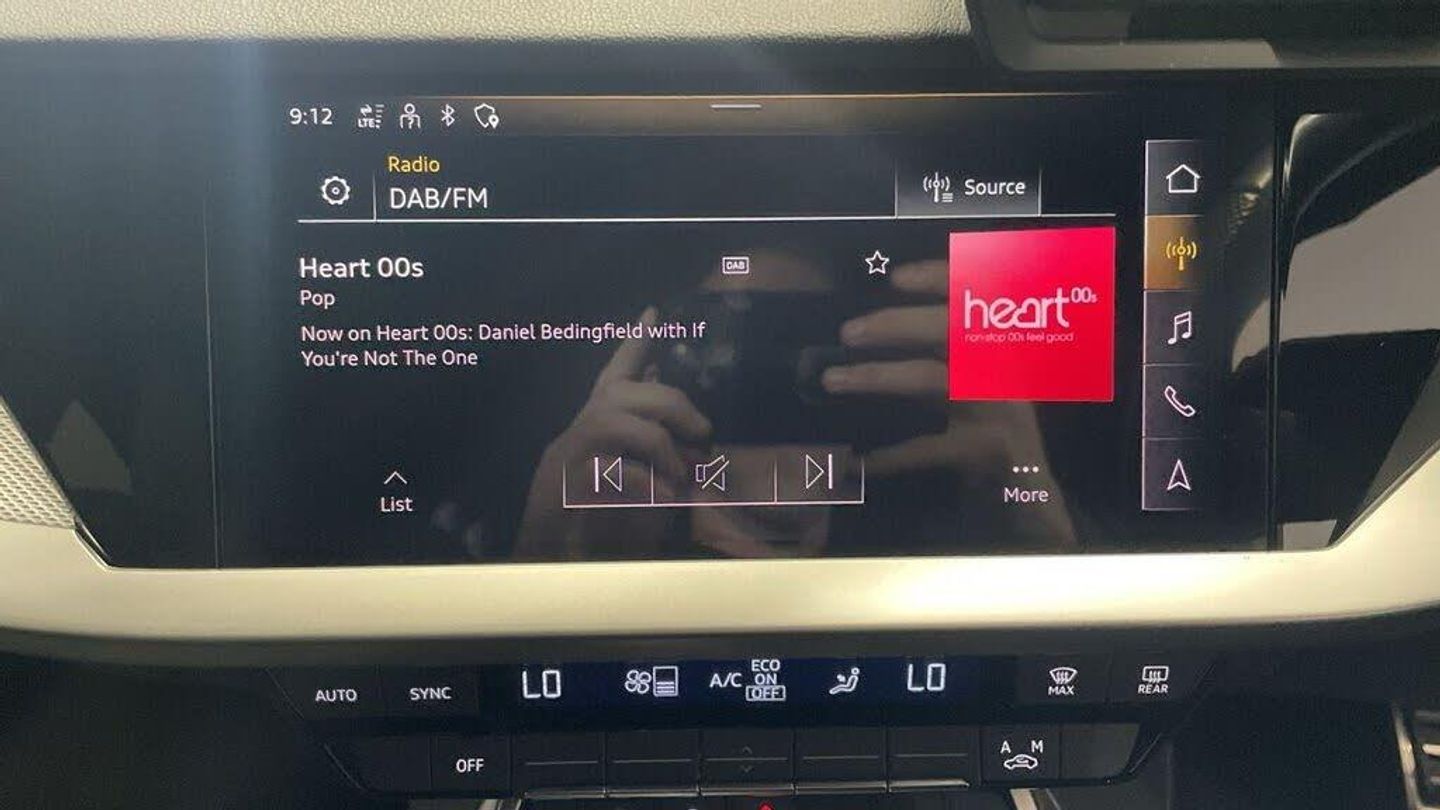 9:12 LTE
Radio
DAB/FM
Source
Heart 00s
DAB
Pop
Now on Heart 00s: Daniel Bedingfield with If
You're Not The One
heart 00s
non-stop 00s feel good
List
More
AUTO
SYNC
LO
A/C
ECO
ON
OFF
LO
MAX
REAR
OFF
A M